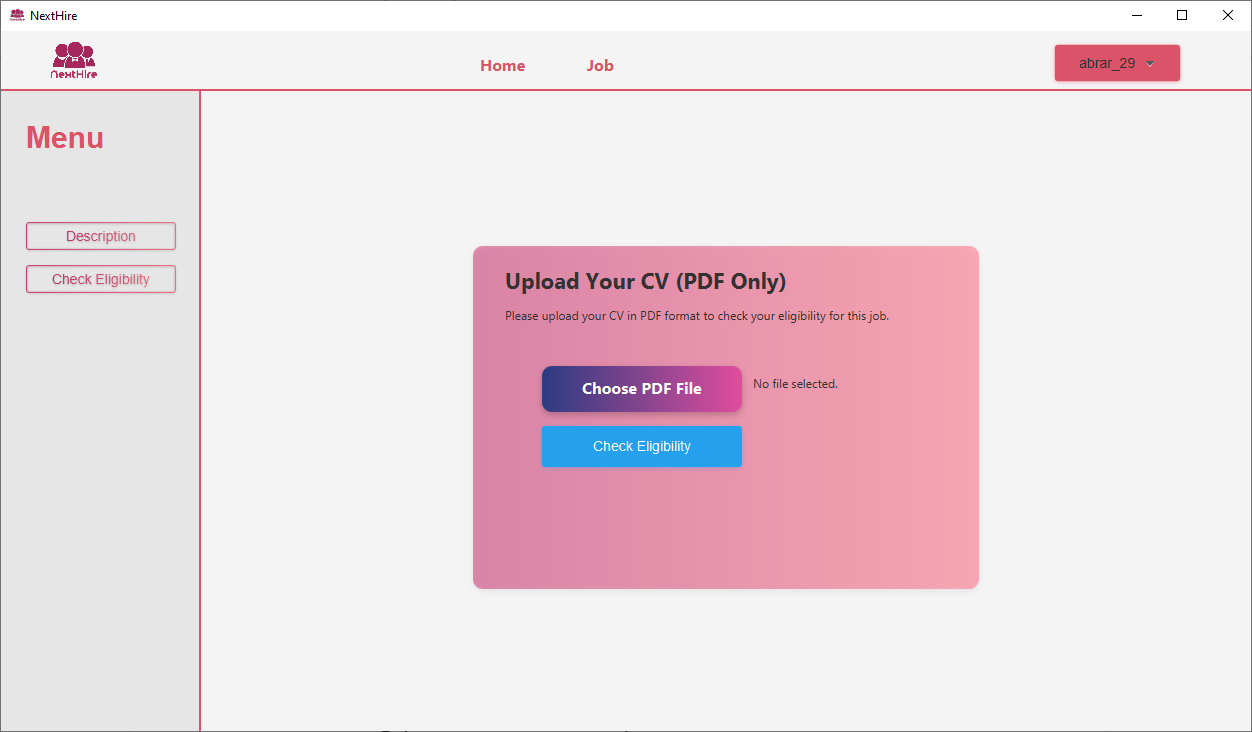 NextHire
NextHire
Home
Job
abrar_29
Menu
Description
Check Eligibility
Upload Your CV (PDF Only)
Please upload your CV in PDF format to check your eligibility for this job.
Choose PDF File
No file selected.
Check Eligibility